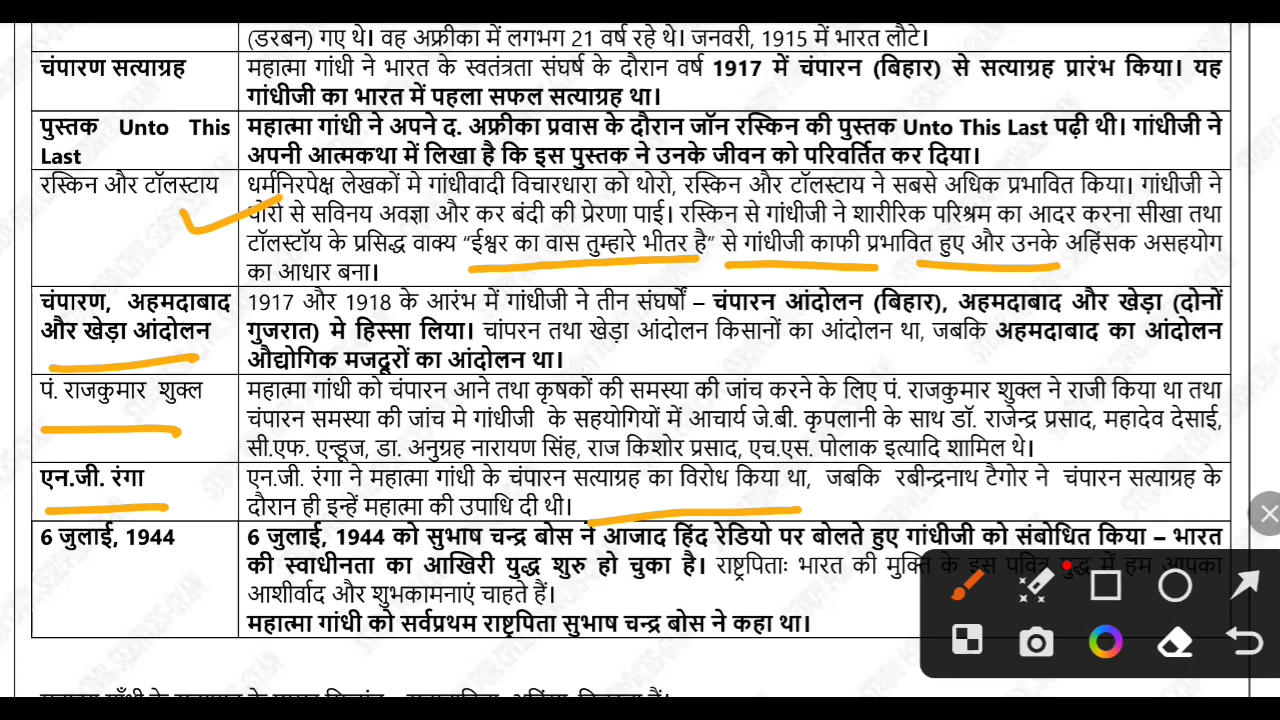 (डरबन) गए थे। वह अफ्रीका में लगभग 21 वर्ष रहे थे। जनवरी, 1915 में भारत लौटे।
चंपारण सत्याग्रह
महात्मा गांधी ने भारत के स्वतंत्रता संघर्ष के दौरान वर्ष 1917 में चंपारन (बिहार) से सत्याग्रह प्रारंभ किया। यह
गांधीजी का भारत में पहला सफल सत्याग्रह था।
पुस्तक Unto This
Last
महात्मा गांधी ने अपने द. अफ्रीका प्रवास के दौरान जॉन रस्किन की पुस्तक Unto This Last पढ़ी थी। गांधीजी ने
अपनी आत्मकथा में लिखा है कि इस पुस्तक ने उनके जीवन को परिवर्तित कर दिया।
रस्किन और टॉलस्टाय
धर्मनिरपेक्ष लेखकों मे गांधीवादी विचारधारा को थोरो, रस्किन और टॉलस्टाय ने सबसे अधिक प्रभावित किया। गांधीजी ने
थोरो से सविनय अवज्ञा और कर बंदी की प्रेरणा पाई। रस्किन से गांधीजी ने शारीरिक परिश्रम का आदर करना सीखा तथा
टॉलस्टॉय के प्रसिद्ध वाक्य “ईश्वर का वास तुम्हारे भीतर है” से गांधीजी काफी प्रभावित हुए और उनके अहिंसक असहयोग
का आधार बना।
चंपारण, अहमदाबाद
और खेड़ा आंदोलन
1917 और 1918 के आरंभ में गांधीजी ने तीन संघर्षों – चंपारन आंदोलन (बिहार), अहमदाबाद और खेड़ा (दोनों
गुजरात) मे हिस्सा लिया। चांपरन तथा खेड़ा आंदोलन किसानों का आंदोलन था, जबकि अहमदाबाद का आंदोलन
औद्योगिक मजदूरों का आंदोलन था।
पं. राजकुमार शुक्ल
महात्मा गांधी को चंपारन आने तथा कृषकों की समस्या की जांच करने के लिए पं. राजकुमार शुक्ल ने राजी किया था तथा
चंपारन समस्या की जांच मे गांधीजी के सहयोगियों में आचार्य जे.बी. कृपलानी के साथ डॉ. राजेन्द्र प्रसाद, महादेव देसाई,
सी.एफ. एन्ड्रूज, डा. अनुग्रह नारायण सिंह, राज किशोर प्रसाद, एच.एस. पोलाक इत्यादि शामिल थे।
एन.जी. रंगा
एन.जी. रंगा ने महात्मा गांधी के चंपारन सत्याग्रह का विरोध किया था, जबकि रबीन्द्रनाथ टैगोर ने चंपारन सत्याग्रह के
दौरान ही इन्हें महात्मा की उपाधि दी थी।
6 जुलाई, 1944
6 जुलाई, 1944 को सुभाष चन्द्र बोस ने आजाद हिंद रेडियो पर बोलते हुए गांधीजी को संबोधित किया – भारत
की स्वाधीनता का आखिरी युद्ध शुरु हो चुका है। राष्ट्रपिताः भारत की मुक्ति के इस पवित्र युद्ध में हम आपका
आशीर्वाद और शुभकामनाएं चाहते हैं।
महात्मा गांधी को सर्वप्रथम राष्ट्रपिता सुभाष चन्द्र बोस ने कहा था।